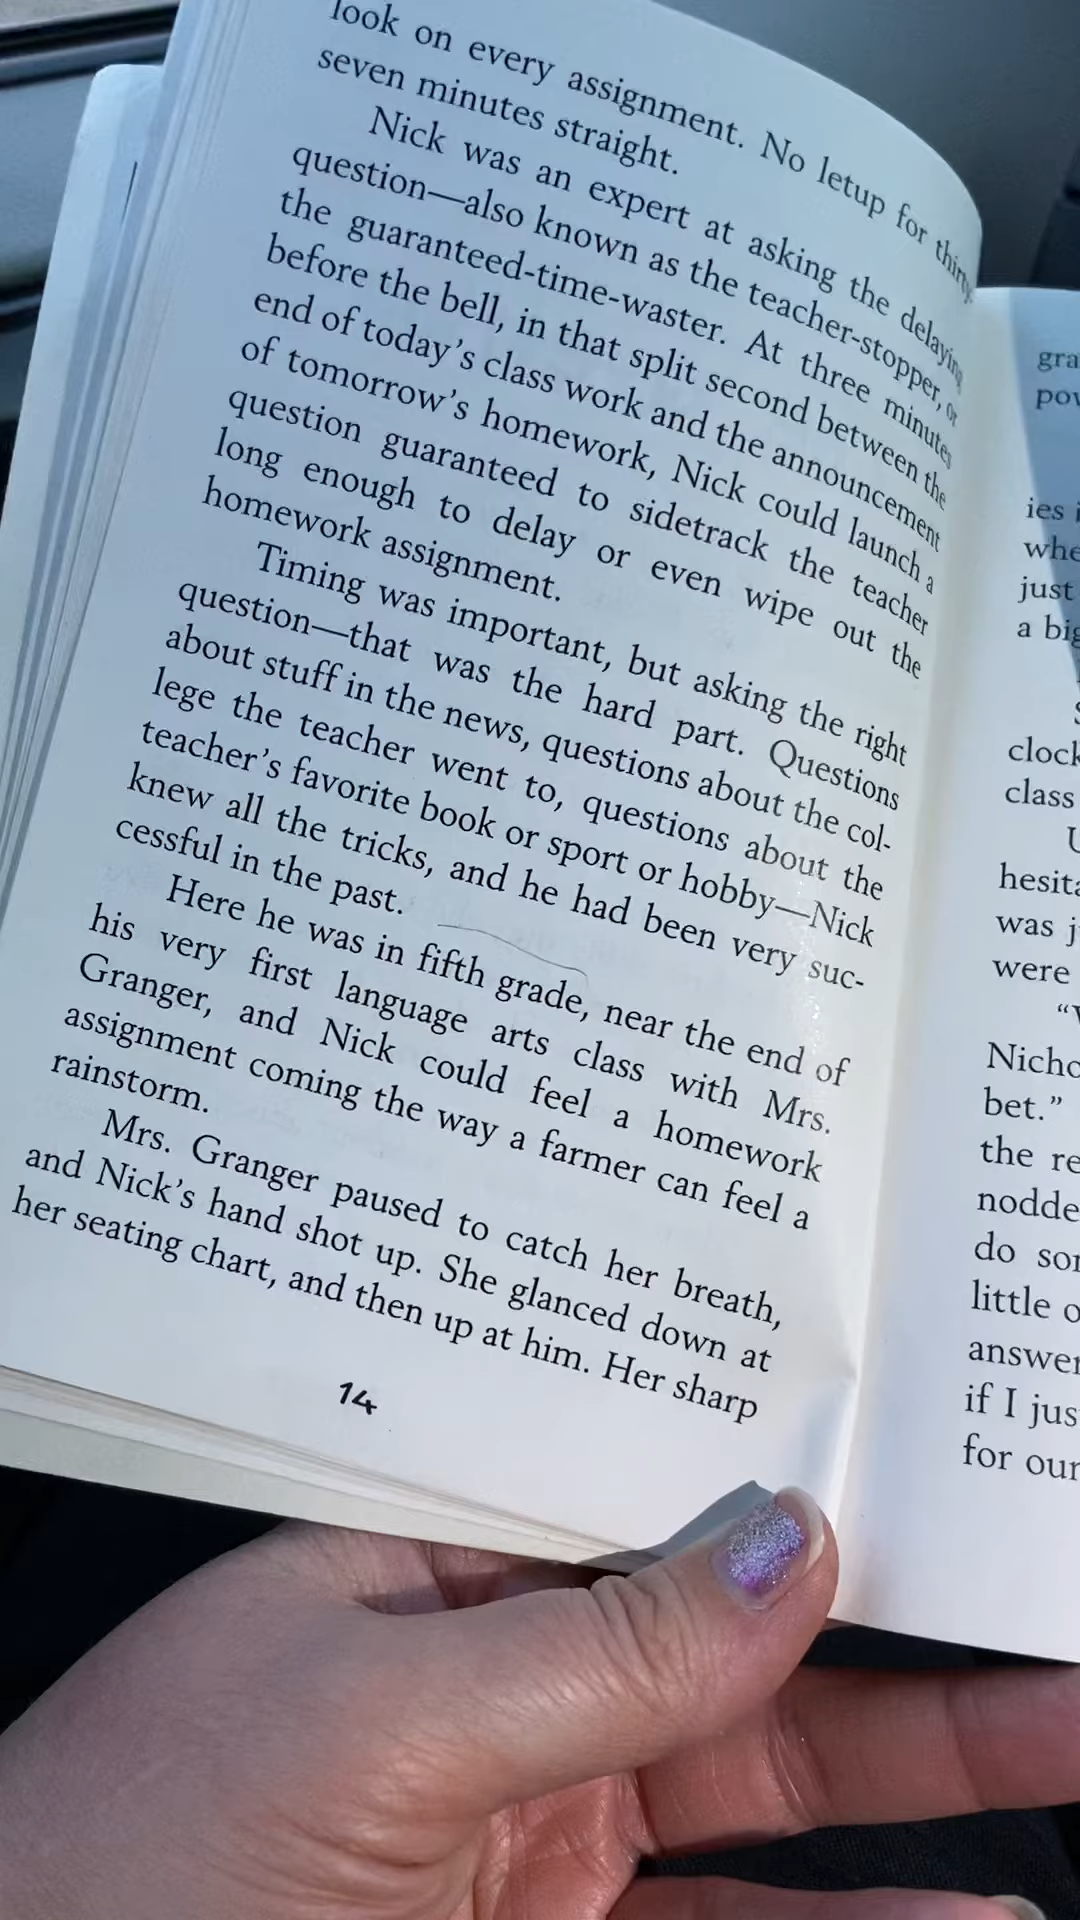 look on every assignment. No letup for thirty-
seven minutes straight.
Nick was an expert at asking the delaying
question—also known as the teacher-stopper, or
the guaranteed-time-waster. At three minutes
before the bell, in that split second between the
end of today's class work and the announcement
of tomorrow's homework, Nick could launch a
question guaranteed to sidetrack the teacher
long enough to delay or even wipe out the
homework assignment.
Timing was important, but asking the right
question—that was the hard part. Questions
about stuff in the news, questions about the col-
lege the teacher went to, questions about the
teacher's favorite book or sport or hobby—Nick
knew all the tricks, and he had been very suc-
cessful in the past.
Here he was in fifth grade, near the end of
his very first language arts class with Mrs.
Granger, and Nick could feel a homework
assignment coming the way a farmer can feel a
rainstorm.
Mrs. Granger paused to catch her breath,
and Nick's hand shot up. She glanced down at
her seating chart, and then up at him. Her sharp
14
gra
pow
ies i
whe
just
a big
S
clock
class
U
hesita
was j
were
"W
Nicho
bet."
the re
nodde
do sor
little o
answer
if I jus
for our